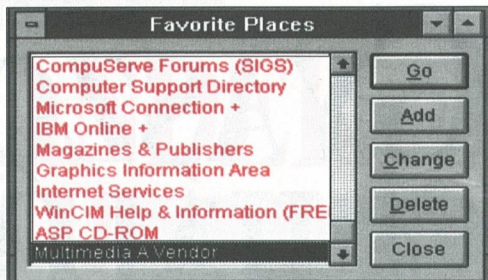 Favorite Places
CompuServe Forums (SIGS)
Computer Support Directory
Microsoft Connection +
IBM Online +
Magazines & Publishers
Graphics Information Area
Internet Services
WinCIM Help & Information (FRE
ASP CD-ROM
Multimedia A Vendor
Go
Add
Change
Delete
Close